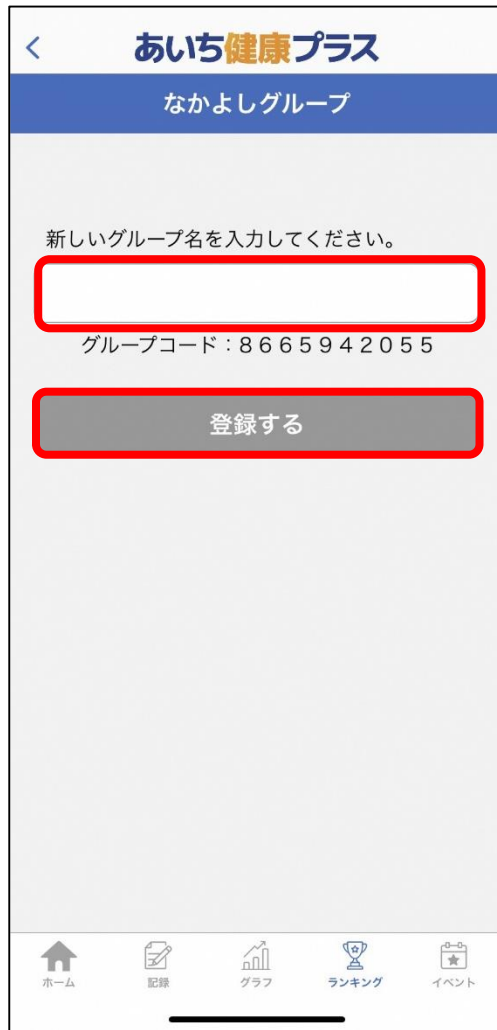 あいち健康プラス
なかよしグループ
新しいグループ名を入力してください。
グループコード：８６６５９４２０５５
登録する
ホーム
記録
グラフ
ランキング
イベント